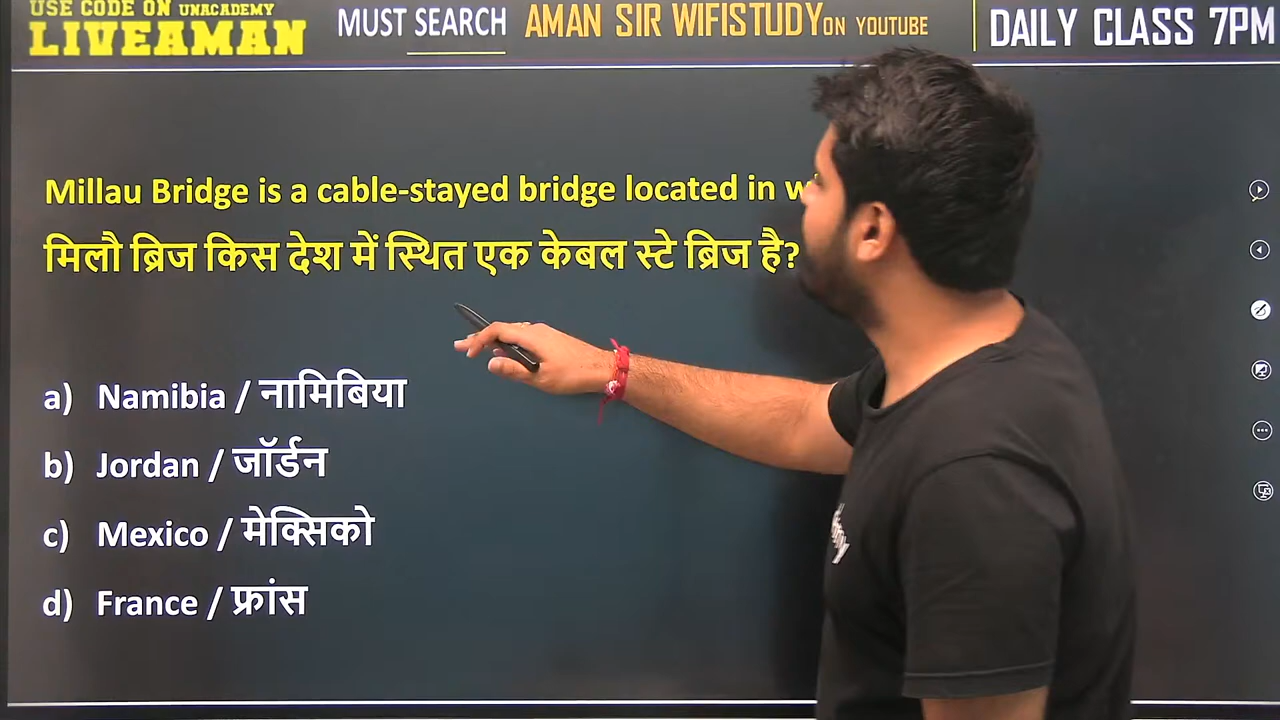 USE CODE ON UNACADEMY
LIVEAMAN
MUST SEARCH AMAN SIR WIFISTUDY ON YOUTUBE
DAILY CLASS 7PM
Millau Bridge is a cable-stayed bridge located in
मिलौ ब्रिज किस देश में स्थित एक केबल स्टे ब्रिज है?
a) Namibia / नामिबिया
b) Jordan / जॉर्डन
c) Mexico / मेक्सिको
d) France / फ्रांस